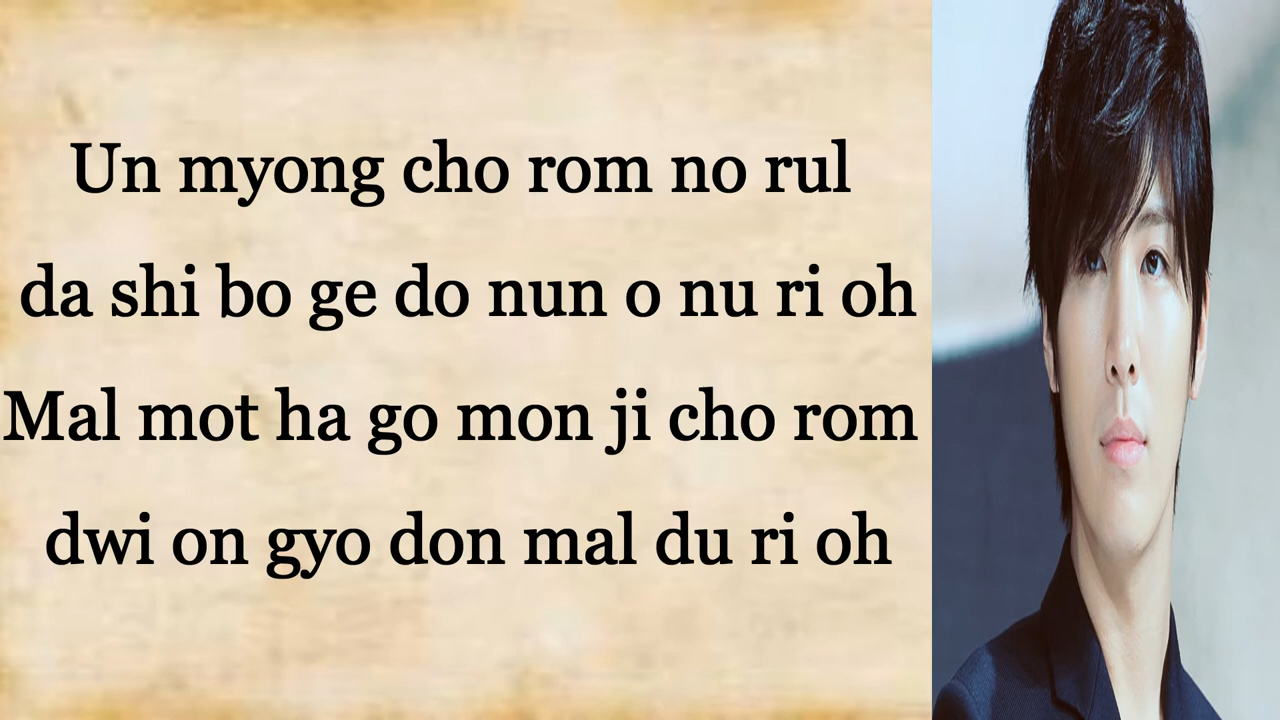 Un myong cho rom no rul
da shi bo ge do nun o nu ri oh
Mal mot ha go mon ji cho rom
dwi on gyo don mal du ri oh